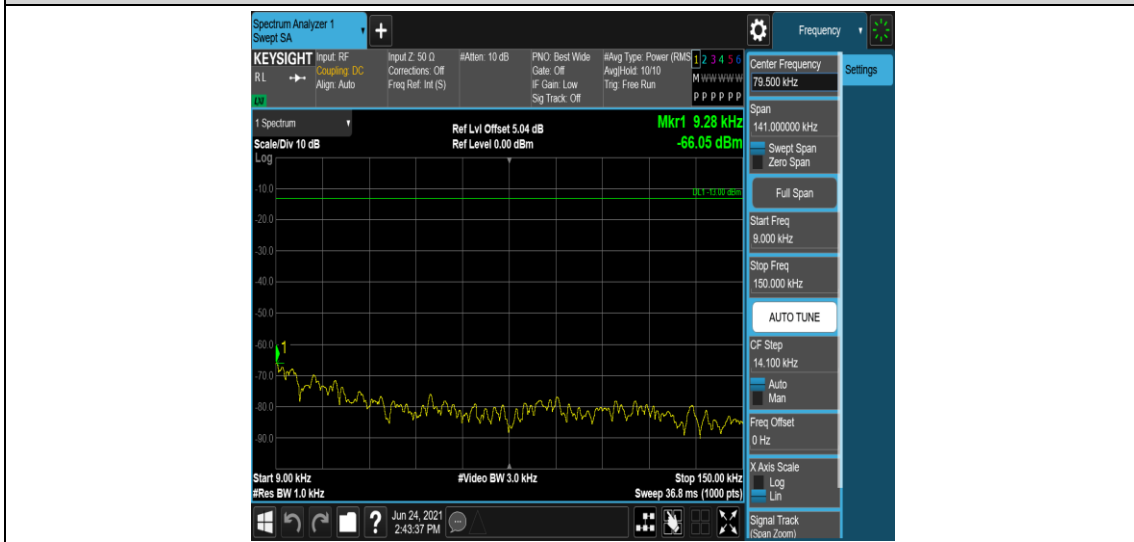 Spectrum Analyzer 1
Swept SA
+
Frequency
KEYSIGHT
RL
LXI
Input: RF
Coupling: DC
Align: Auto
Input Z: 50 Ω
Corrections: Off
Freq Ref: Int (S)
#Atten: 10 dB
PNO: Best Wide
Gate: Off
IF Gain: Low
Sig Track: Off
#Avg Type: Power (RMS
Avg|Hold: 10/10
Trig: Free Run
1 2 3 4 5 6
M W W W W W
P P P P P P
Center Frequency
79.500 kHz
Settings
1 Spectrum
Ref Lvl Offset 5.04 dB
Mkr1 9.28 kHz
Scale/Div 10 dB
Ref Level 0.00 dBm
-66.05 dBm
Log
-10.0
DL1 -13.00 dBm
-20.0
-30.0
-40.0
-50.0
-60.0
1
-70.0
-80.0
-90.0
Start 9.00 kHz
#Video BW 3.0 kHz
Stop 150.00 kHz
#Res BW 1.0 kHz
Sweep 36.8 ms (1000 pts)
Span
141.000000 kHz
Swept Span
Zero Span
Full Span
Start Freq
9.000 kHz
Stop Freq
150.000 kHz
AUTO TUNE
CF Step
14.100 kHz
Auto
Man
Freq Offset
0 Hz
X Axis Scale
Log
Lin
Signal Track
(Span Zoom)
?
Jun 24, 2021
2:43:37 PM